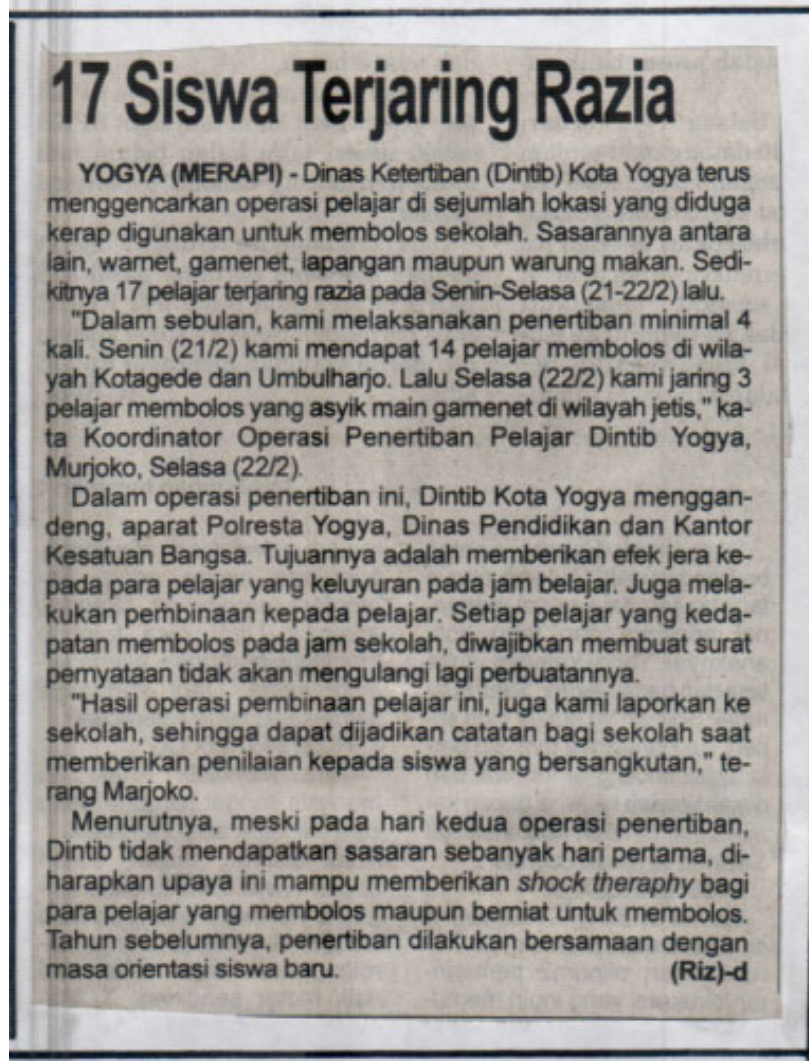 17 Siswa Terjaring Razia
YOGYA (MERAPI) - Dinas Ketertiban (Dintib) Kota Yogya terus
menggencarkan operasi pelajar di sejumlah lokasi yang diduga
kerap digunakan untuk membolos sekolah. Sasarannya antara
lain, warnet, gamenet, lapangan maupun warung makan. Sedi-
kitnya 17 pelajar terjaring razia pada Senin-Selasa (21-22/2) lalu.
"Dalam sebulan, kami melaksanakan penertiban minimal 4
kali. Senin (21/2) kami mendapat 14 pelajar membolos di wila-
yah Kotagede dan Umbulharjo. Lalu Selasa (22/2) kami jaring 3
pelajar membolos yang asyik main gamenet di wilayah jetis," ka-
ta Koordinator Operasi Penertiban Pelajar Dintib Yogya,
Murjoko, Selasa (22/2).
Dalam operasi penertiban ini, Dintib Kota Yogya menggan-
deng, aparat Polresta Yogya, Dinas Pendidikan dan Kantor
Kesatuan Bangsa. Tujuannya adalah memberikan efek jera ke-
pada para pelajar yang keluyuran pada jam belajar. Juga mela-
kukan pembinaan kepada pelajar. Setiap pelajar yang keda-
patan membolos pada jam sekolah, diwajibkan membuat surat
pernyataan tidak akan mengulangi lagi perbuatannya.
"Hasil operasi pembinaan pelajar ini, juga kami laporkan ke
sekolah, sehingga dapat dijadikan catatan bagi sekolah saat
memberikan penilaian kepada siswa yang bersangkutan," te-
rang Marjoko.
Menurutnya, meski pada hari kedua operasi penertiban,
Dintib tidak mendapatkan sasaran sebanyak hari pertama, di-
harapkan upaya ini mampu memberikan shock theraphy bagi
para pelajar yang membolos maupun berniat untuk membolos.
Tahun sebelumnya, penertiban dilakukan bersamaan dengan
masa orientasi siswa baru. (Riz)-d